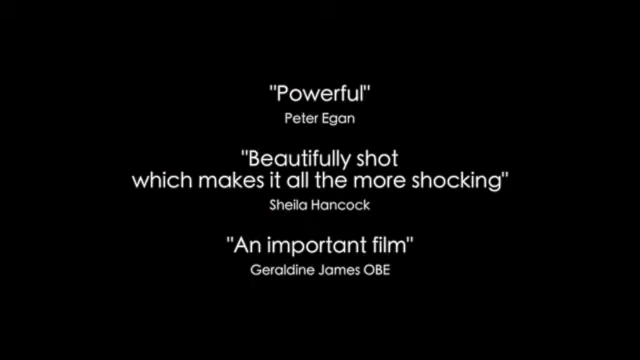 "Powerful"
Peter Egan
"Beautifully shot
which makes it all the more shocking"
Sheila Hancock
"An important film"
Geraldine James OBE